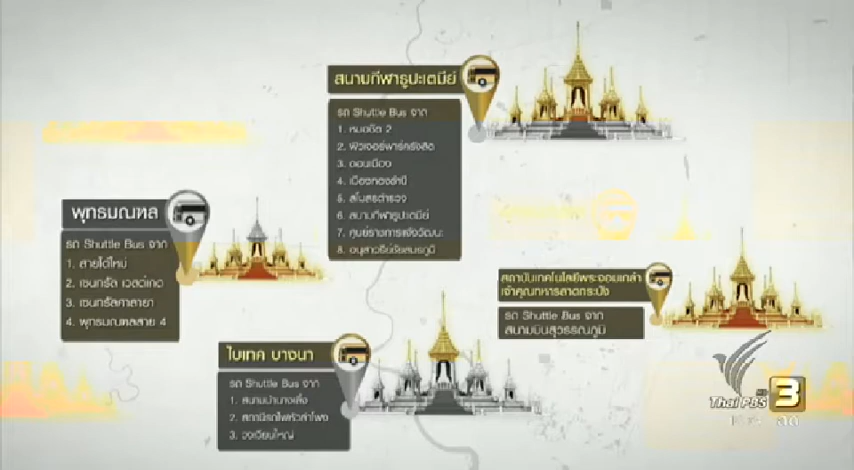 สนามกีฬาธูปะเตมีย์
รถ Shuttle Bus จาก
1. หมอชิต 2
2. ฟิวเจอร์พาร์ครังสิต
3. ดอนเมือง
4. เมืองทองธานี
5. สโมสรตำรวจ
6. สนามกีฬาธูปะเตมีย์
7. ศูนย์ราชการแจ้งวัฒนะ
8. อนุสาวรีย์ชัยสมรภูมิ
พุทธมณฑล
รถ Shuttle Bus จาก
1. สายใต้ใหม่
2. เซนทรัล เวสต์เกต
3. เซนทรัลศาลายา
4. พุทธมณฑลสาย 4
สถาบันเทคโนโลยีพระจอมเกล้า
เจ้าคุณทหารลาดกระบัง
รถ Shuttle Bus จาก
สนามบินสุวรรณภูมิ
ไบเทค บางนา
รถ Shuttle Bus จาก
1. สนามม้านางเลิ้ง
2. สถานีรถไฟหัวลำโพง
3. วงเวียนใหญ่
Thai PBS
3